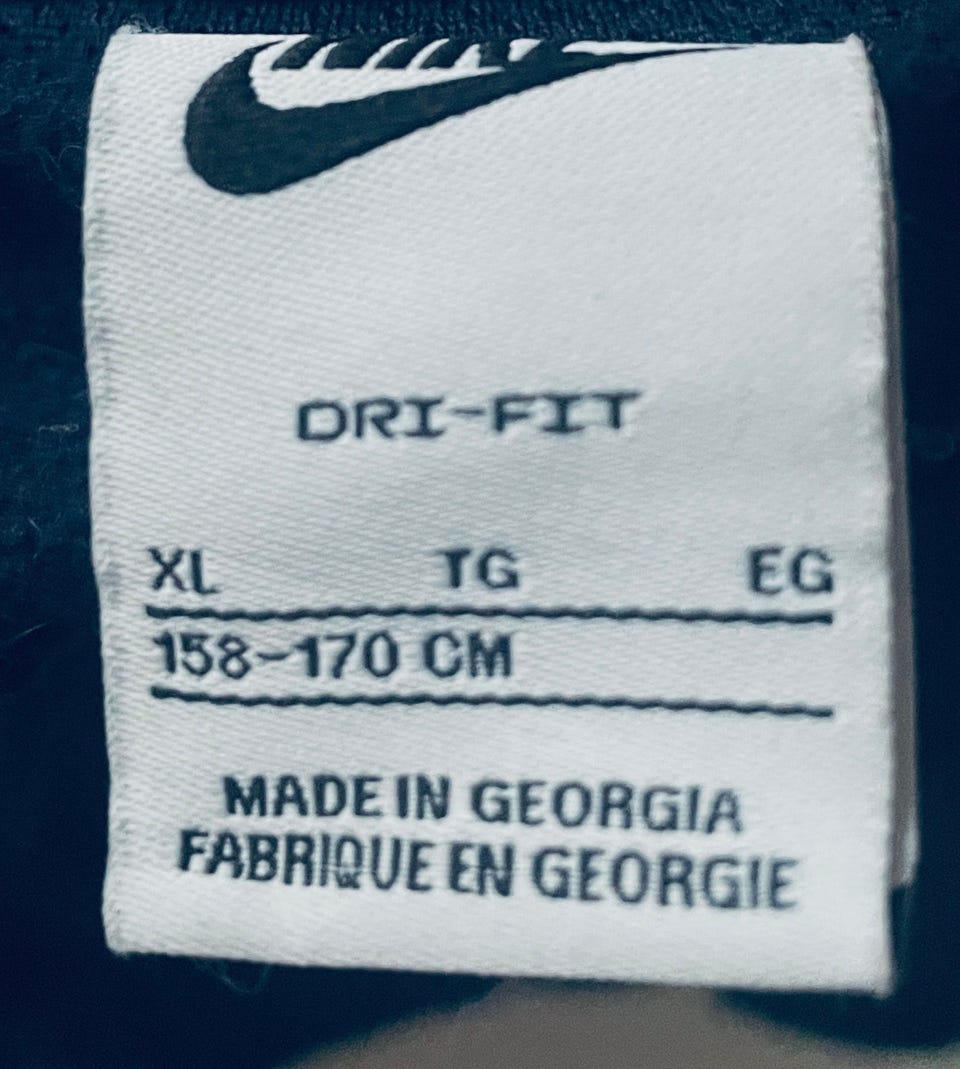 DRI-FIT
XL TG EG
158-170 CM
MADE IN GEORGIA
FABRIQUE EN GEORGIE